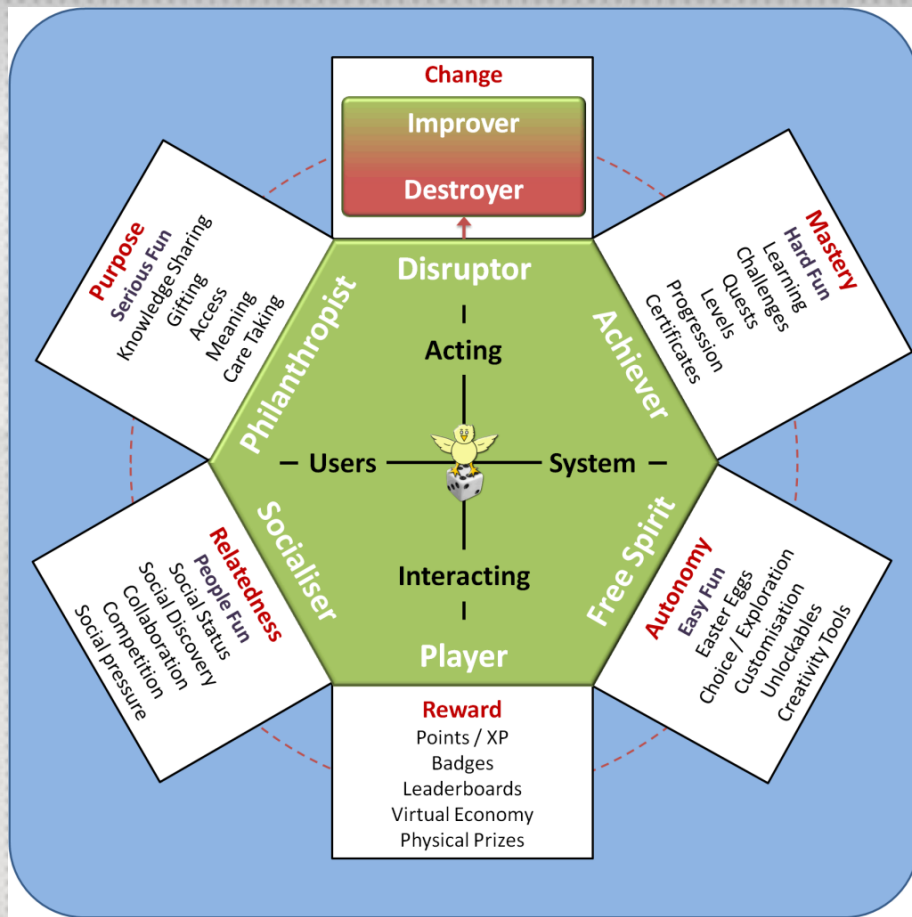 Change
Improver
Destroyer
Disruptor
Philanthropist
Achiever
Socialiser
Free Spirit
Player
Acting
Users
System
Interacting
Purpose
Serious Fun
Knowledge Sharing
Gifting
Access
Meaning
Care Taking
Mastery
Hard Fun
Learning
Challenges
Quests
Levels
Progression
Certificates
Relatedness
People Fun
Social Status
Social Discovery
Collaboration
Competition
Social pressure
Autonomy
Easy Fun
Easter Eggs
Choice / Exploration
Customisation
Unlockables
Creativity Tools
Reward
Points / XP
Badges
Leaderboards
Virtual Economy
Physical Prizes